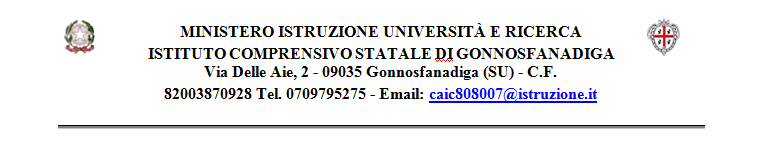 MINISTERO ISTRUZIONE UNIVERSITÀ E RICERCA
ISTITUTO COMPRENSIVO STATALE DI GONNOSFANADIGA
Via Delle Aie, 2 - 09035 Gonnosfanadiga (SU) - C.F.
82003870928 Tel. 0709795275 - Email: caic808007@istruzione.it